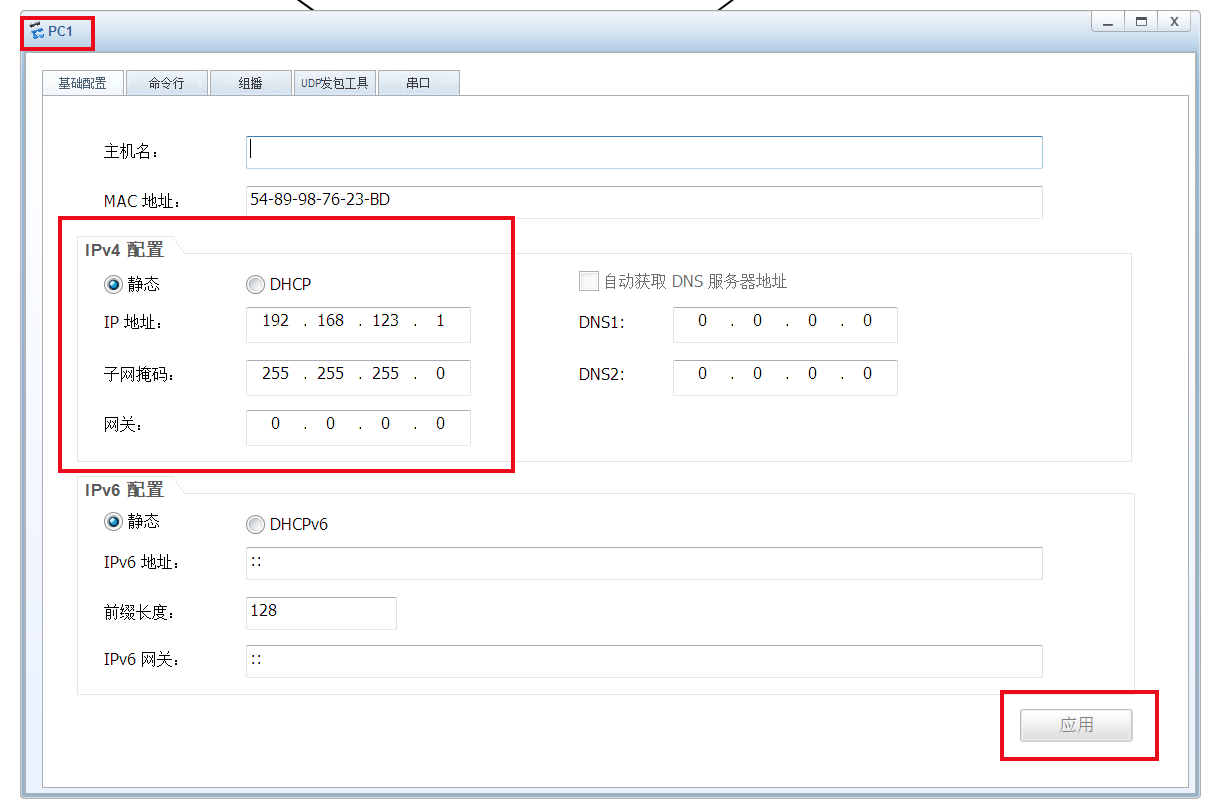 PC1
基础配置 命令行 组播 UDP发包工具 串口
主机名：
MAC 地址： 54-89-98-76-23-BD
IPv4 配置
静态 DHCP 自动获取 DNS 服务器地址
IP 地址： 192 . 168 . 123 . 1 DNS1: 0 . 0 . 0 . 0
子网掩码： 255 . 255 . 255 . 0 DNS2: 0 . 0 . 0 . 0
网关： 0 . 0 . 0 . 0
IPv6 配置
静态 DHCPv6
IPv6 地址： ::
前缀长度： 128
IPv6 网关： ::
应用